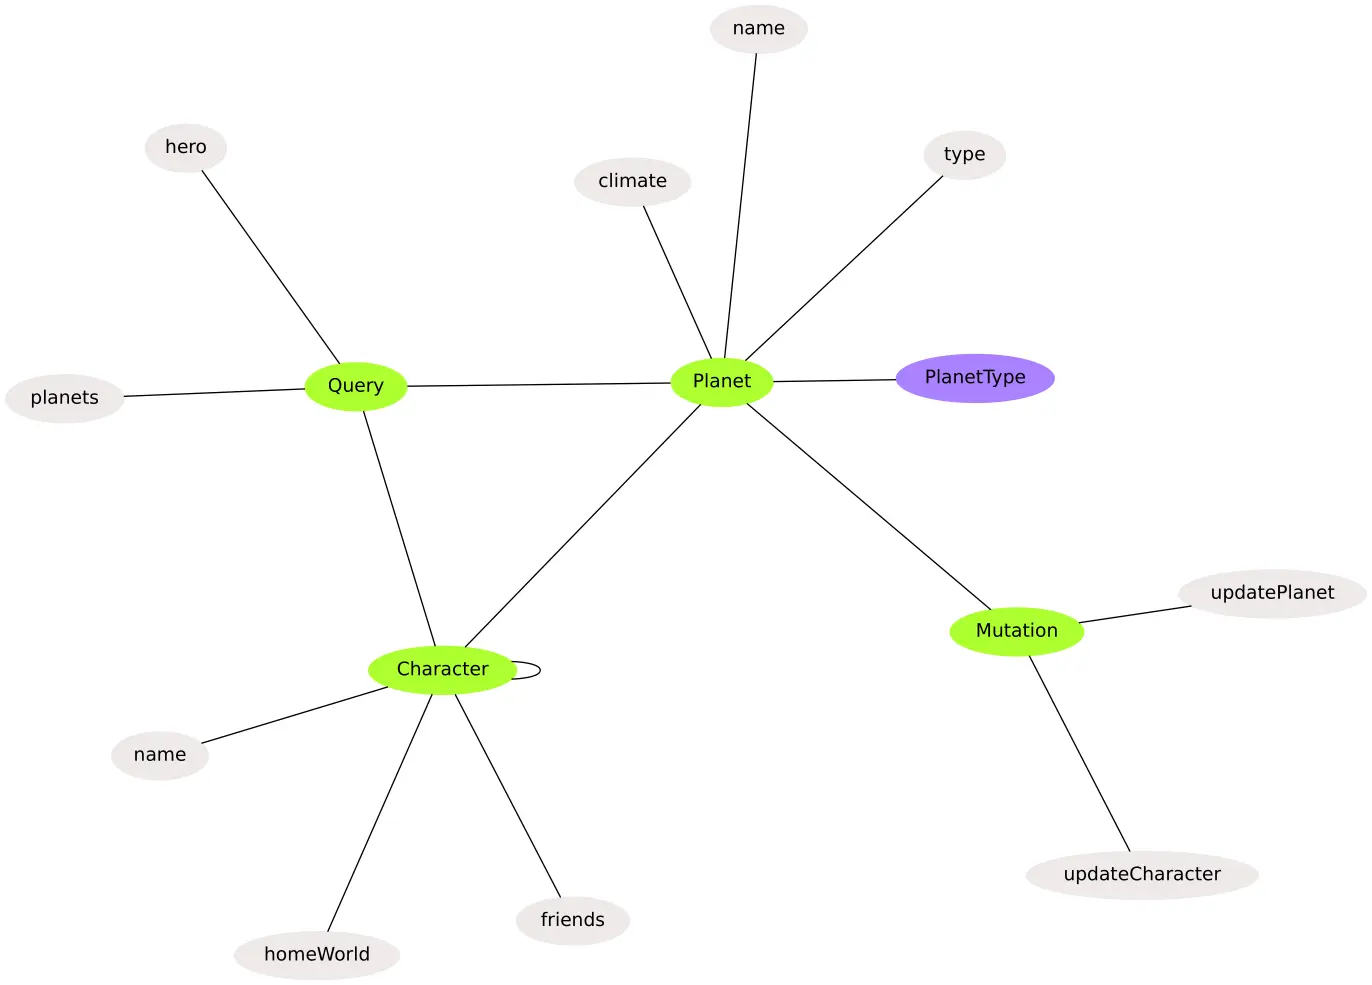 name
hero
type
climate
PlanetType
Planet
Query
planets
updatePlanet
Mutation
Character
name
updateCharacter
friends
homeWorld